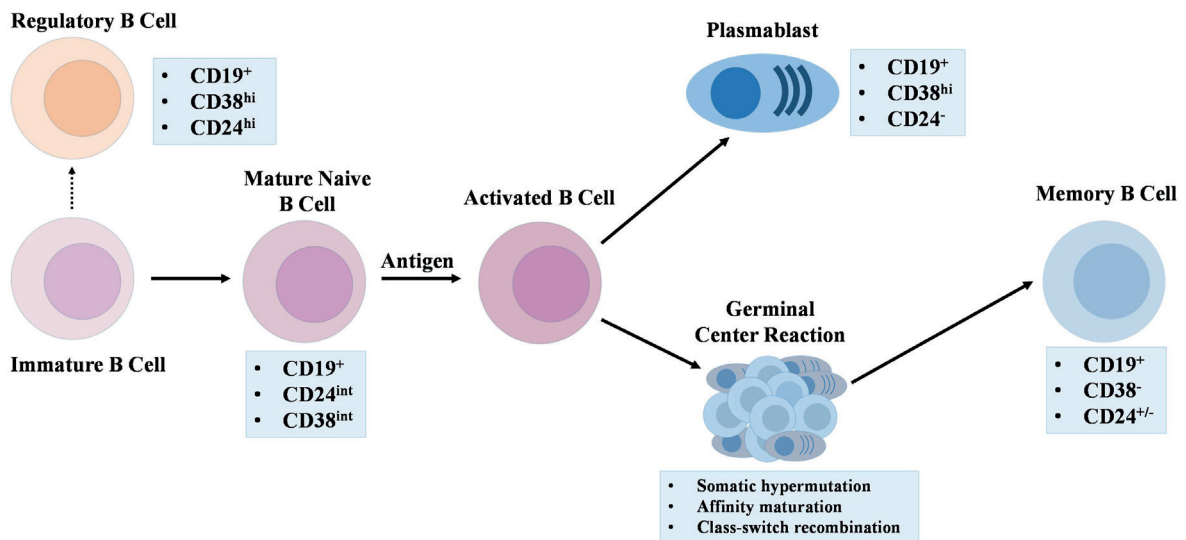 Regulatory B Cell
• CD19⁺
• CD38ʰⁱ
• CD24ʰⁱ
Immature B Cell
Mature Naive
B Cell
• CD19⁺
• CD24ⁱⁿᵗ
• CD38ⁱⁿᵗ
Antigen
Activated B Cell
Plasmablast
• CD19⁺
• CD38ʰⁱ
• CD24⁻
Germinal
Center Reaction
• Somatic hypermutation
• Affinity maturation
• Class-switch recombination
Memory B Cell
• CD19⁺
• CD38⁻
• CD24⁺ᐟ⁻